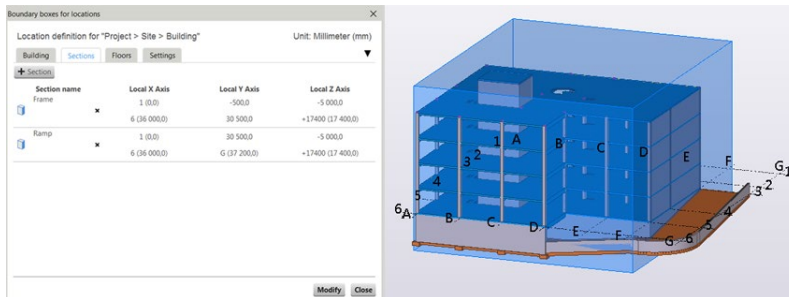 Boundary boxes for locations
Location definition for "Project > Site > Building"
Unit: Millimeter (mm)
Building Sections Floors Settings
+ Section
Section name Local X Axis Local Y Axis Local Z Axis
Frame 1 (0,0) -500,0 -5 000,0
6 (36 000,0) 30 500,0 +17400 (17 400,0)
Ramp 1 (0,0) 30 500,0 -5 000,0
6 (36 000,0) G (37 200,0) +17400 (17 400,0)
Modify Close
1 A B C D E F G 1
2
3
4
5
6
A B C D E F G 6 5 4 3 2